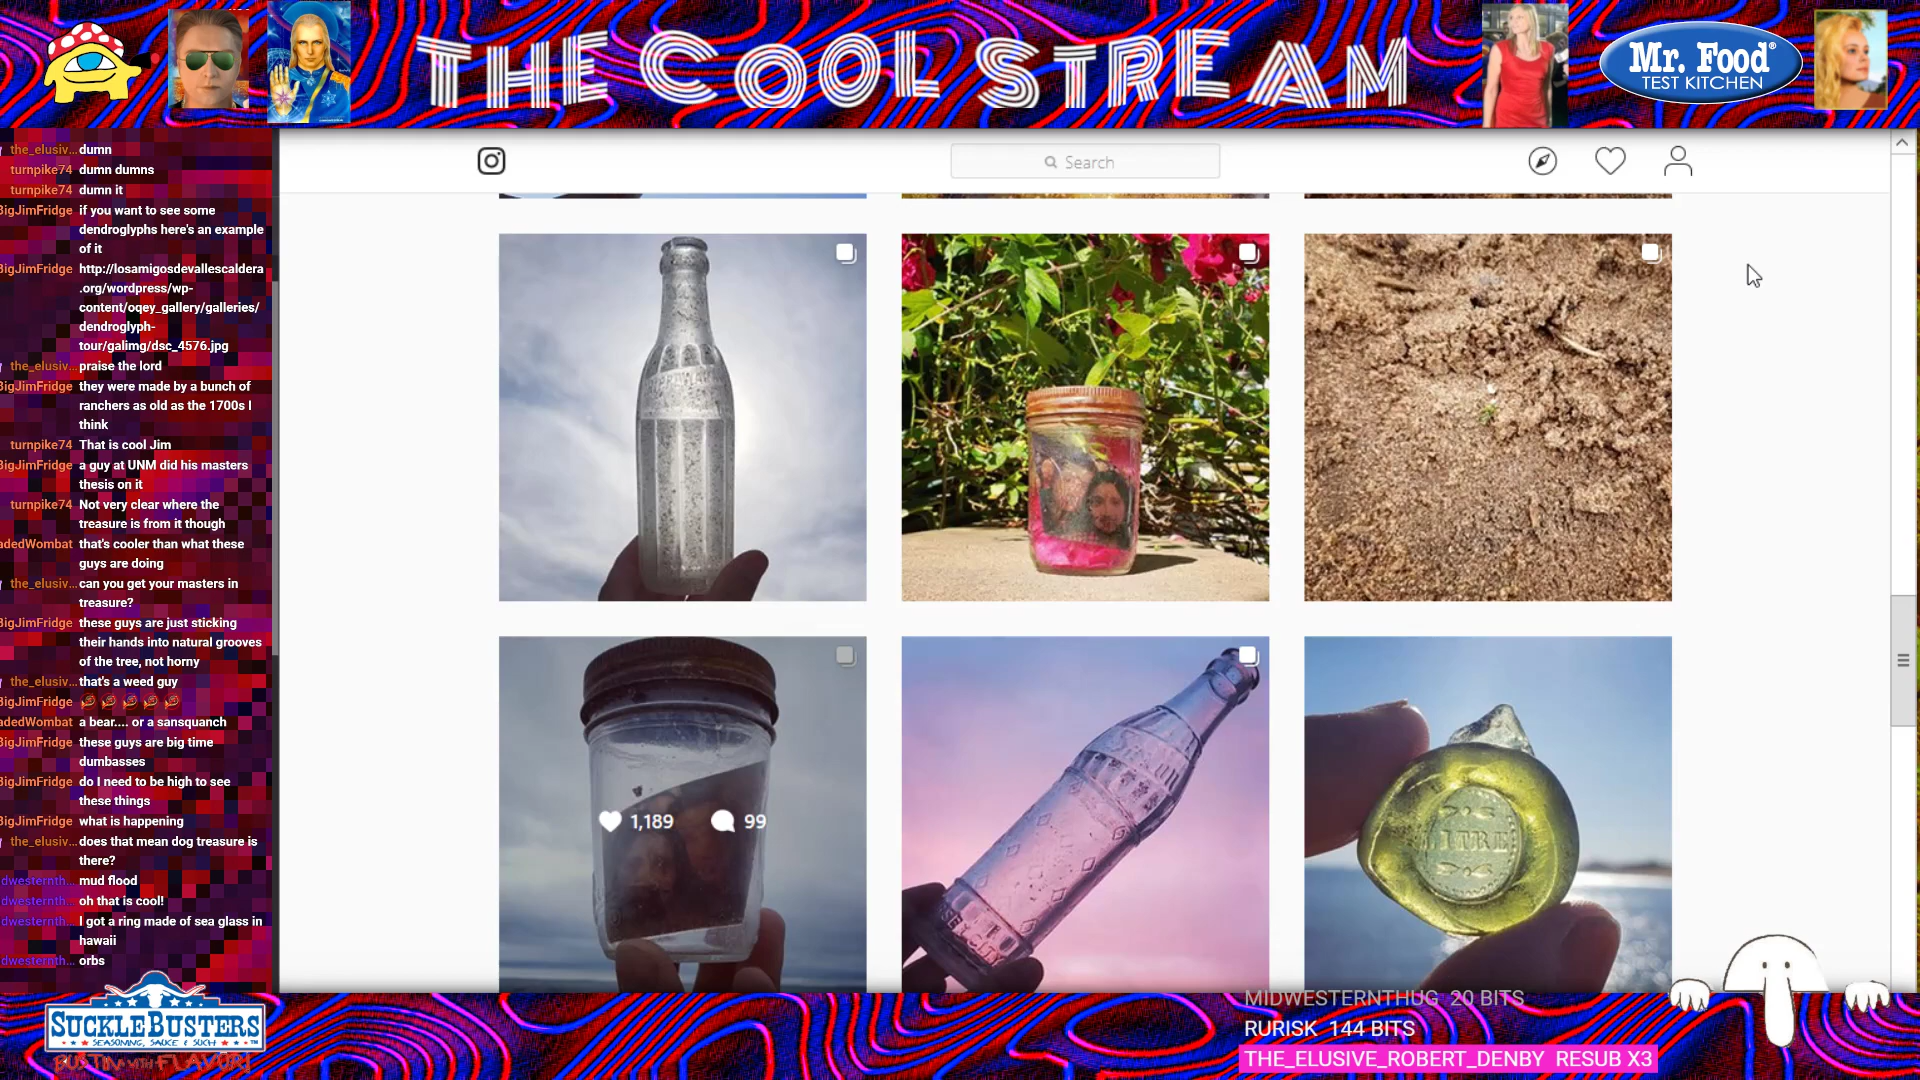 THE COOL STREAM
Mr. Food®
TEST KITCHEN
Search
the_elusiv... dumn
turnpike74 dumn dumns
turnpike74 dumn it
BigJimFridge if you want to see some
dendroglyphs here's an example
of it
BigJimFridge http://losamigosdevallescaldera
.org/wordpress/wp-
content/oqey_gallery/galleries/
dendroglyph-
tour/galimg/dsc_4576.jpg
the_elusiv... praise the lord
BigJimFridge they were made by a bunch of
ranchers as old as the 1700s I
think
turnpike74 That is cool Jim
BigJimFridge a guy at UNM did his masters
thesis on it
turnpike74 Not very clear where the
treasure is from it though
adedWombat that's cooler than what these
guys are doing
the_elusiv... can you get your masters in
treasure?
BigJimFridge these guys are just sticking
their hands into natural grooves
of the tree, not horny
the_elusiv... that's a weed guy
BigJimFridge
adedWombat a bear.... or a sansquanch
BigJimFridge these guys are big time
dumbasses
BigJimFridge do I need to be high to see
these things
BigJimFridge what is happening
the_elusiv... does that mean dog treasure is
there?
dwesternth... mud flood
dwesternth... oh that is cool!
dwesternth... I got a ring made of sea glass in
hawaii
dwesternth... orbs
1,189 99
LITRE
SUCKLEBUSTERS
SEASONING, SAUCE & SUCH
BUSTIN WITH FLAVOR!
MIDWESTERNTHUG 20 BITS
RURISK 144 BITS
THE_ELUSIVE_ROBERT_DENBY RESUB X3